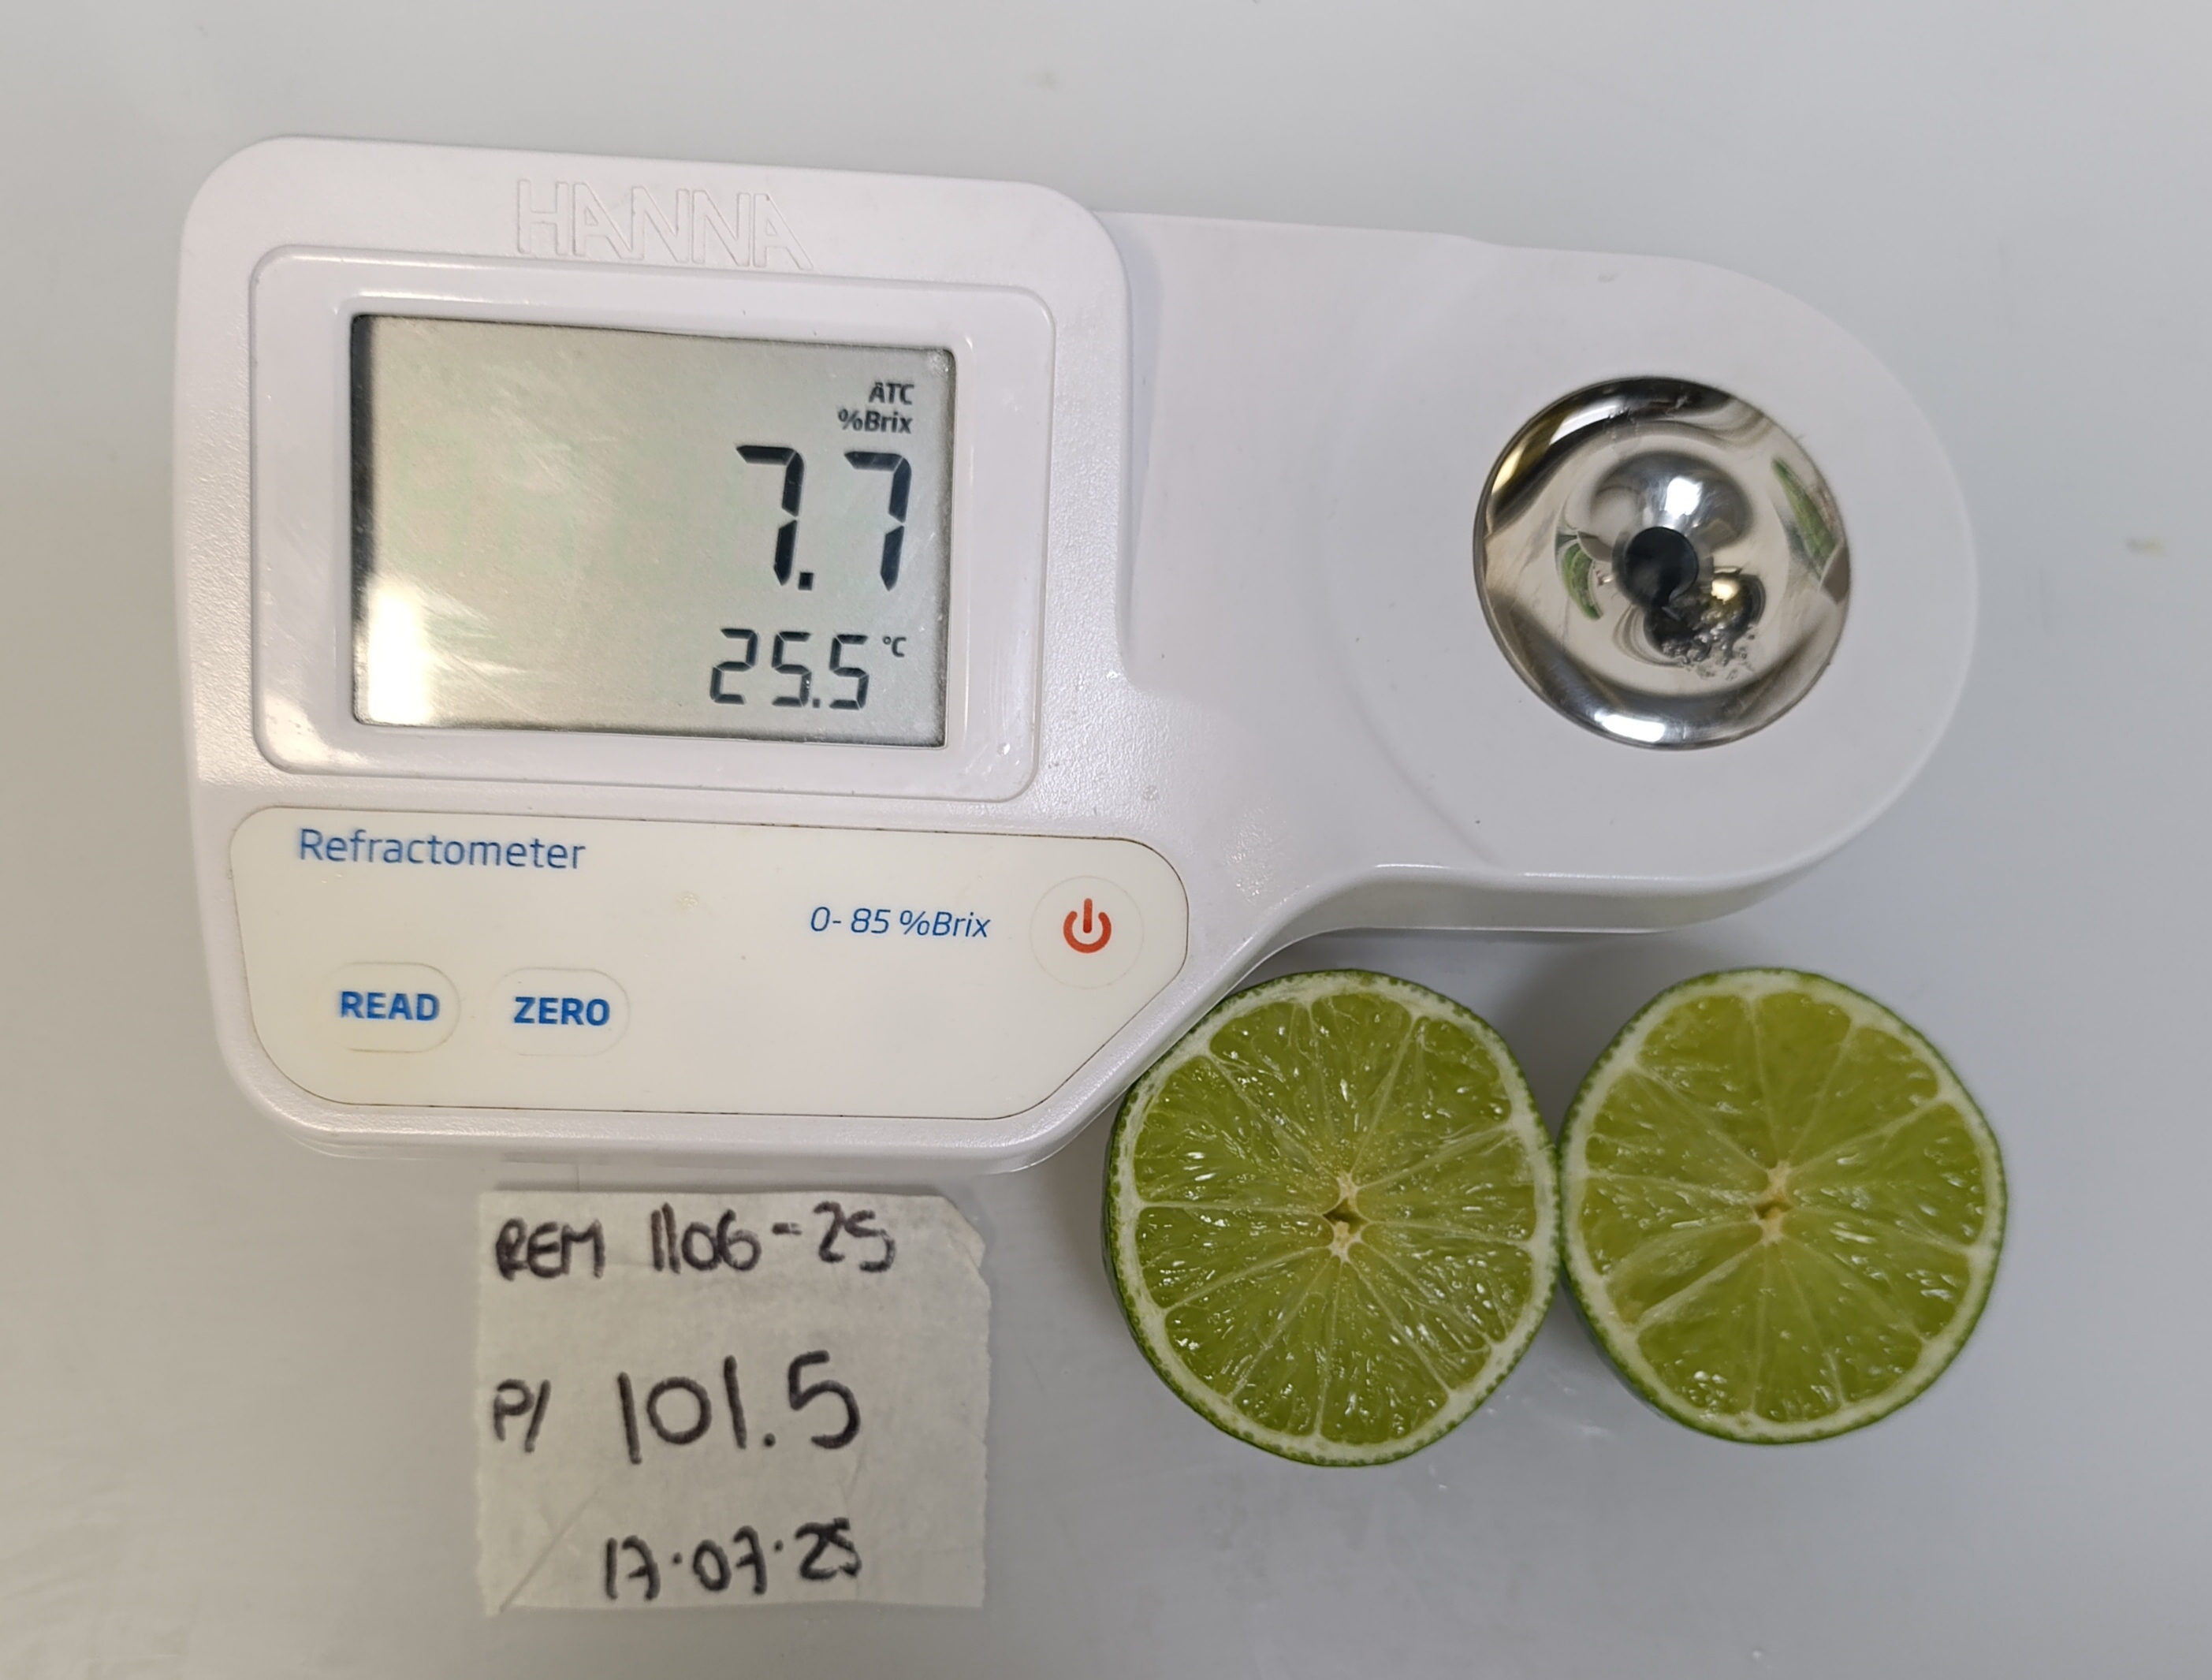 HANNA
ATC
%Brix
7.7
25.5 °C
Refractometer
0- 85 %Brix
READ ZERO
REM 1106-25
P/ 101.5
17.07.25